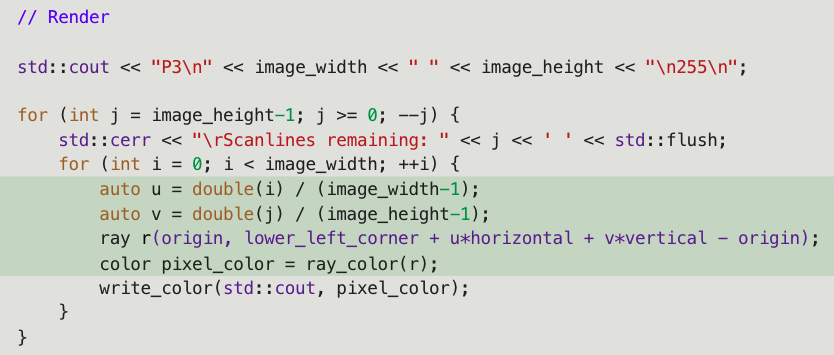 // Render
std::cout << "P3\n" << image_width << " " << image_height << "\n255\n";
for (int j = image_height-1; j >= 0; --j) {
std::cerr << "\rScanlines remaining: " << j << ' ' << std::flush;
for (int i = 0; i < image_width; ++i) {
auto u = double(i) / (image_width-1);
auto v = double(j) / (image_height-1);
ray r(origin, lower_left_corner + u*horizontal + v*vertical - origin);
color pixel_color = ray_color(r);
write_color(std::cout, pixel_color);
}
}